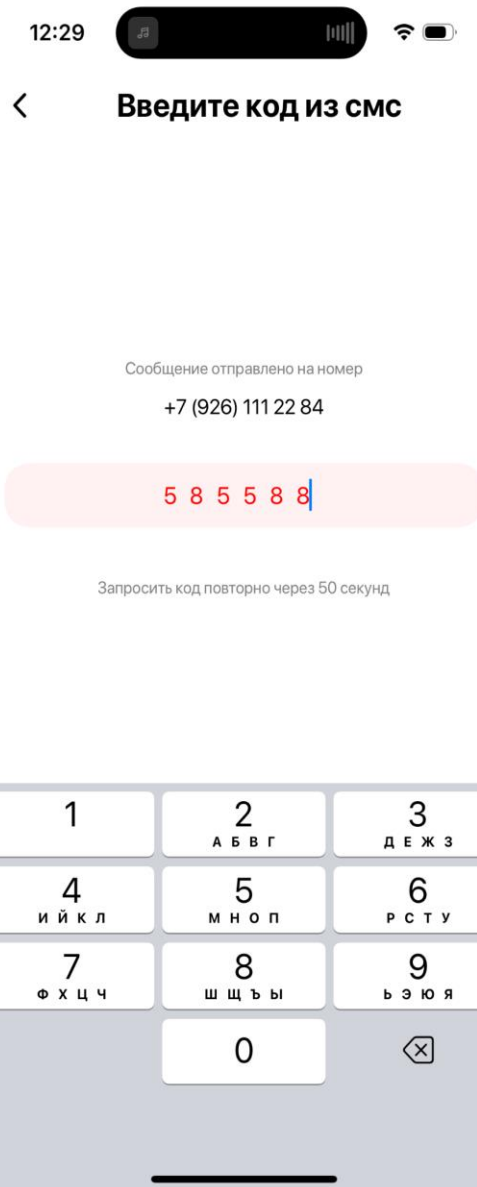 12:29
Введите код из смс
Сообщение отправлено на номер
+7 (926) 111 22 84
5 8 5 5 8 8
Запросить код повторно через 50 секунд
1 2 3
А Б В Г Д Е Ж З
4 5 6
И Й К Л М Н О П Р С Т У
7 8 9
Ф Х Ц Ч Ш Щ Ъ Ы Ь Э Ю Я
0